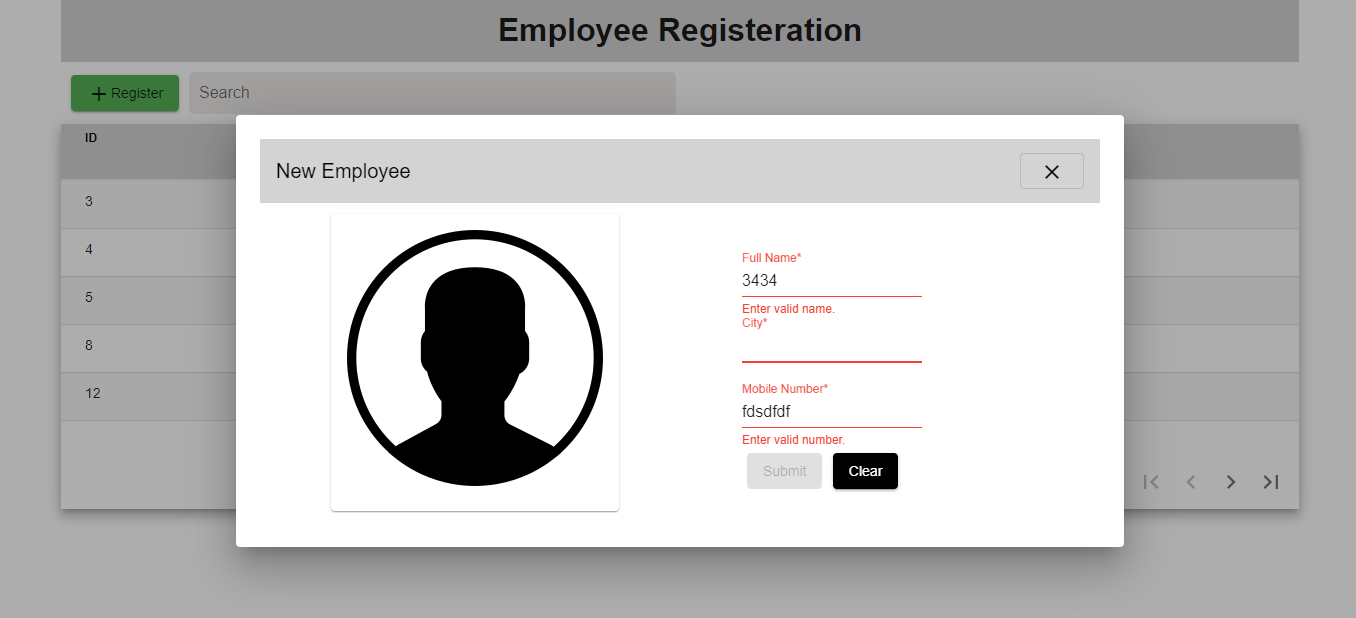 Employee Registeration
Register
Search
ID
3
4
5
8
12
New Employee
Full Name*
3434
Enter valid name.
City*
Mobile Number*
fdsdfdf
Enter valid number.
Submit
Clear